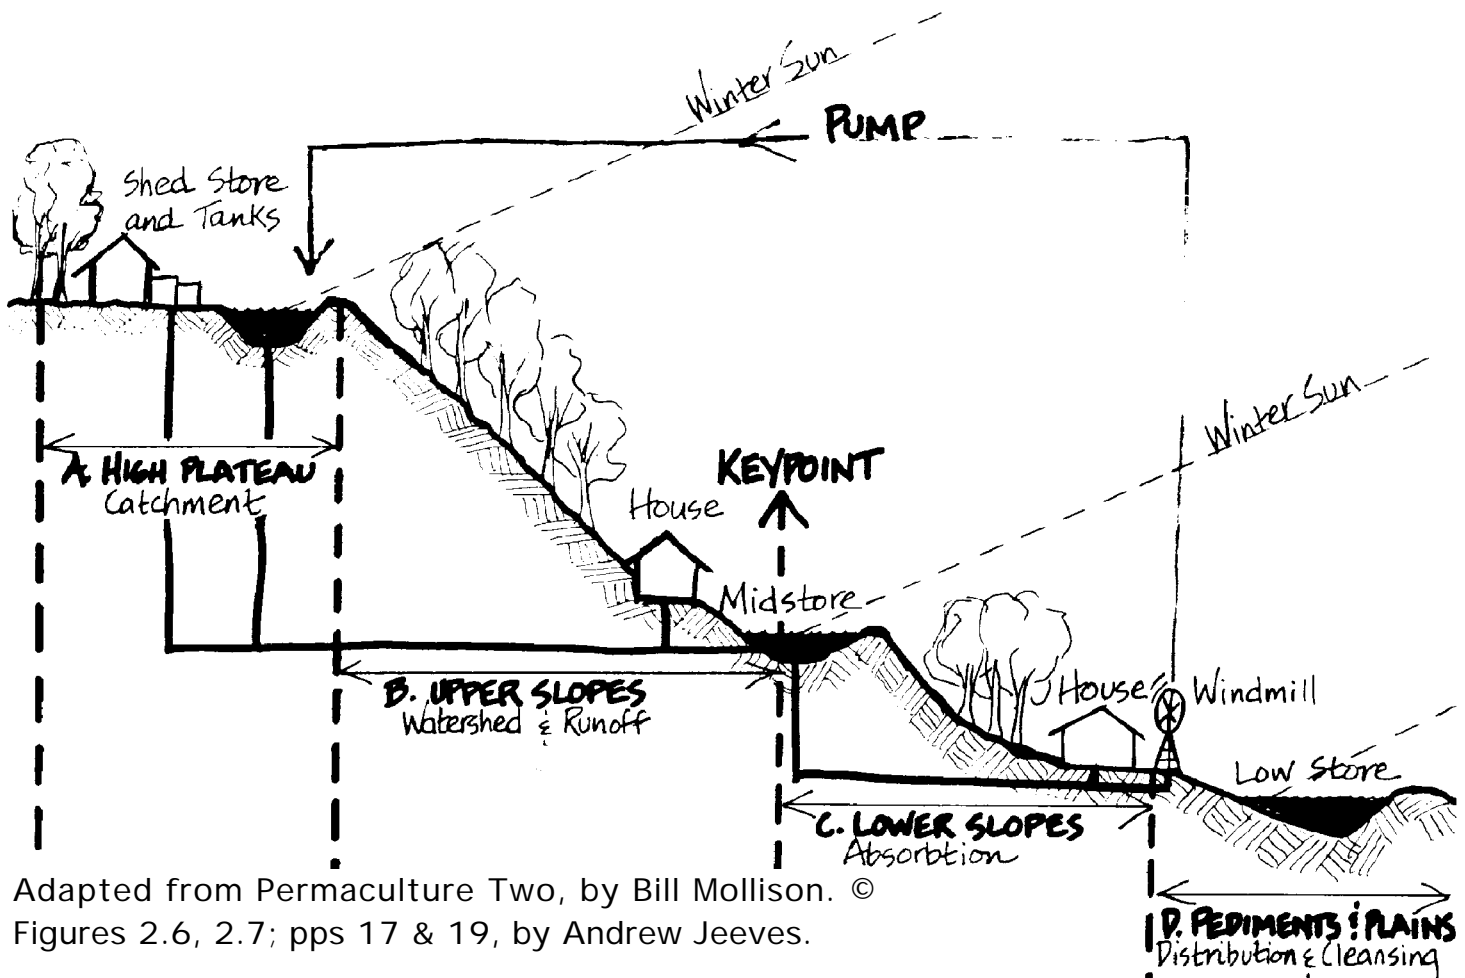 Winter Sun
PUMP
Shed Store
and Tanks
Winter Sun
A. HIGH PLATEAU
Catchment
KEYPOINT
House
Midstore
B. UPPER SLOPES
Watershed & Runoff
House
Windmill
Low Store
C. LOWER SLOPES
Absorbtion
D. PEDIMENTS & PLAINS
Distribution & Cleansing
Adapted from Permaculture Two, by Bill Mollison. ©
Figures 2.6, 2.7; pps 17 & 19, by Andrew Jeeves.